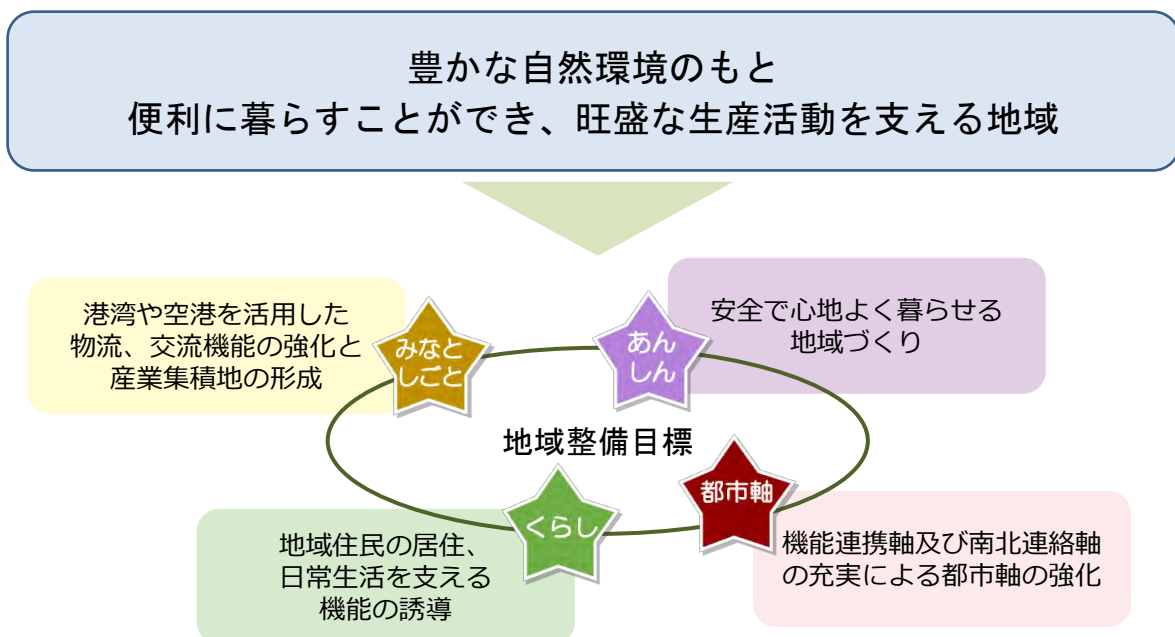 豊かな自然環境のもと
便利に暮らすことができ、旺盛な生産活動を支える地域
港湾や空港を活用した
物流、交流機能の強化と
産業集積地の形成
みなと
しごと
あん
しん
安全で心地よく暮らせる
地域づくり
地域整備目標
くらし
地域住民の居住、
日常生活を支える
機能の誘導
都市軸
機能連携軸及び南北連絡軸
の充実による都市軸の強化